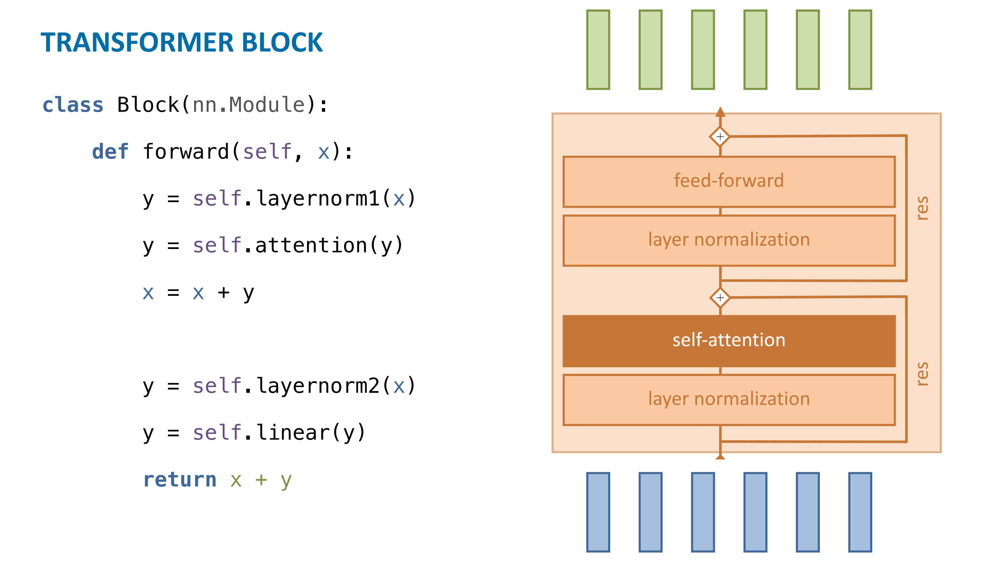 TRANSFORMER BLOCK
class Block(nn.Module):
def forward(self, x):
y = self.layernorm1(x)
y = self.attention(y)
x = x + y
y = self.layernorm2(x)
y = self.linear(y)
return x + y
+
feed-forward
layer normalization
res
+
self-attention
layer normalization
res